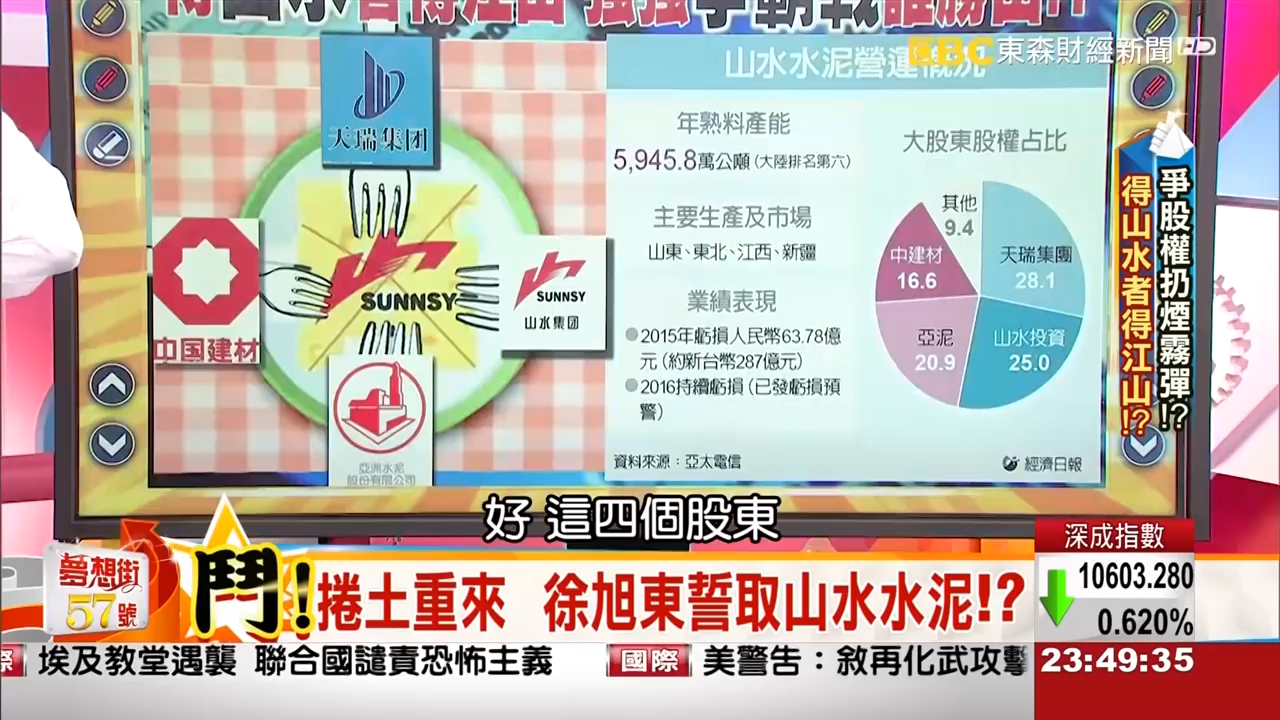 EBC 東森財經新聞 HD
山水水泥營運概況
天瑞集团
年熟料產能
5,945.8萬公噸(大陸排名第六)
主要生產及市場
山東、東北、江西、新疆
業績表現
●2015年虧損人民幣63.78億
元(約新台幣287億元)
●2016持續虧損(已發虧損預
警)
資料來源:亞太電信
大股東股權占比
其他
9.4
天瑞集團
28.1
中建材
16.6
亞泥
20.9
山水投資
25.0
經濟日報
中国建材
SUNNSY
SUNNSY
山水集团
亞洲水泥
股份有限公司
爭股權扔煙霧彈!?
得山水者得江山!?
好 這四個股東
夢想街
57號
鬥!捲土重來 徐旭東誓取山水水泥!?
深成指數
10603.280
0.620%
埃及教堂遇襲 聯合國譴責恐怖主義 國際 美警告:敘再化武攻擊
23:49:35